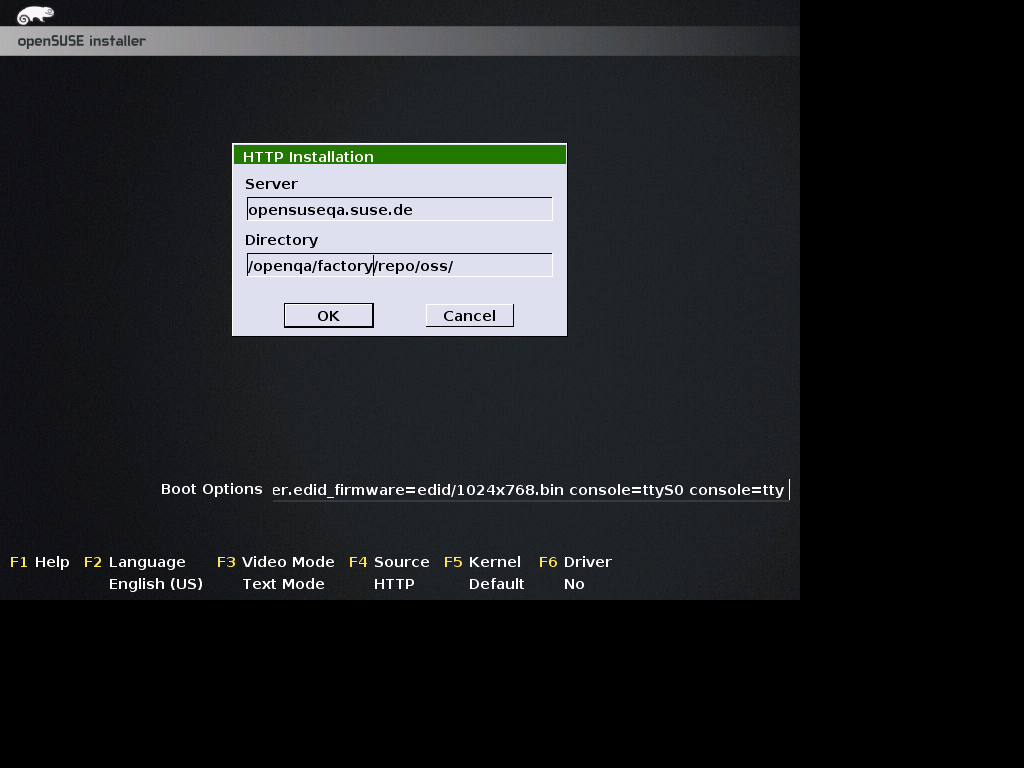 openSUSE installer
HTTP Installation
Server
opensuseqa.suse.de
Directory
/openqa/factory/repo/oss/
OK Cancel
Boot Options er.edid_firmware=edid/1024x768.bin console=ttyS0 console=tty
F1 Help F2 Language F3 Video Mode F4 Source F5 Kernel F6 Driver
English (US) Text Mode HTTP Default No